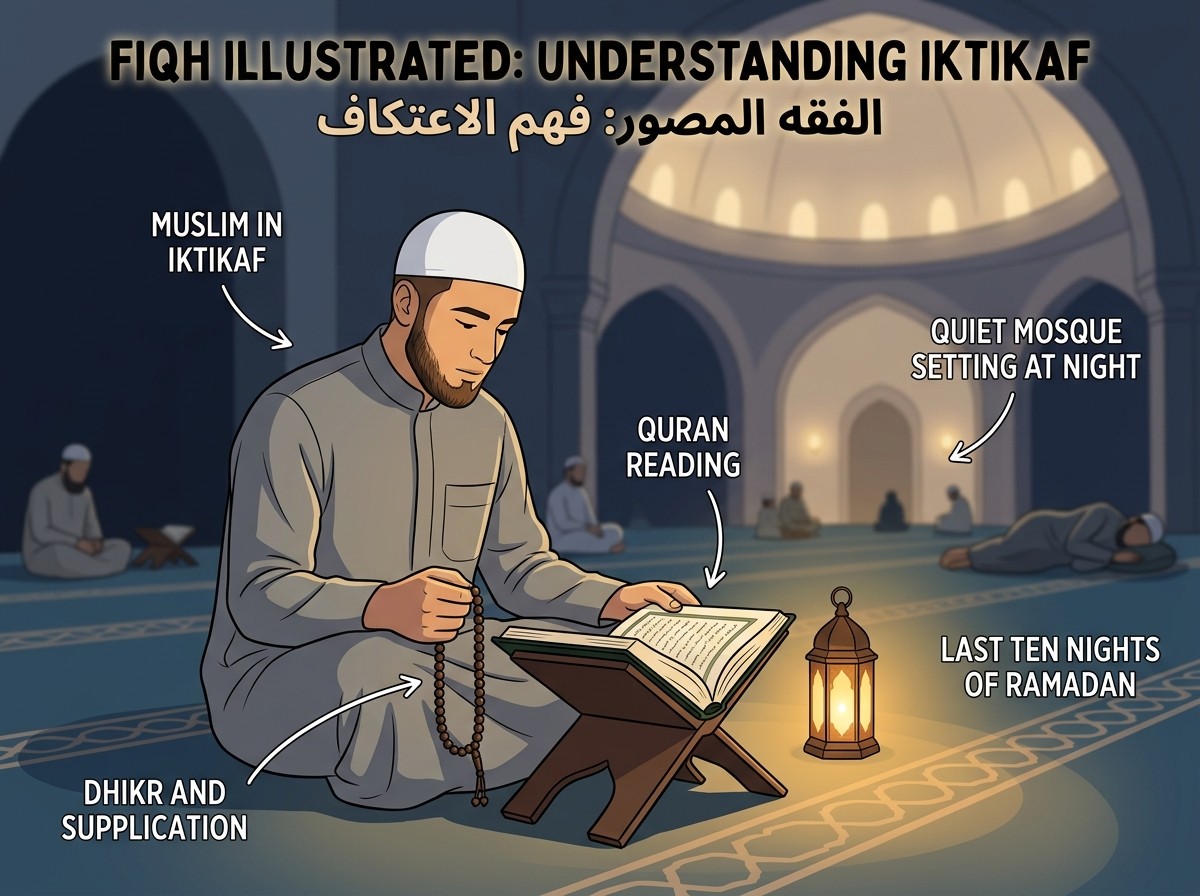 FIQH ILLUSTRATED: UNDERSTANDING IKTIKAF
الفقه المصور: فهم الاعتكاف
MUSLIM IN
IKTIKAF
QUIET MOSQUE
SETTING AT NIGHT
QURAN
READING
LAST TEN NIGHTS
OF RAMADAN
DHIKR AND
SUPPLICATION